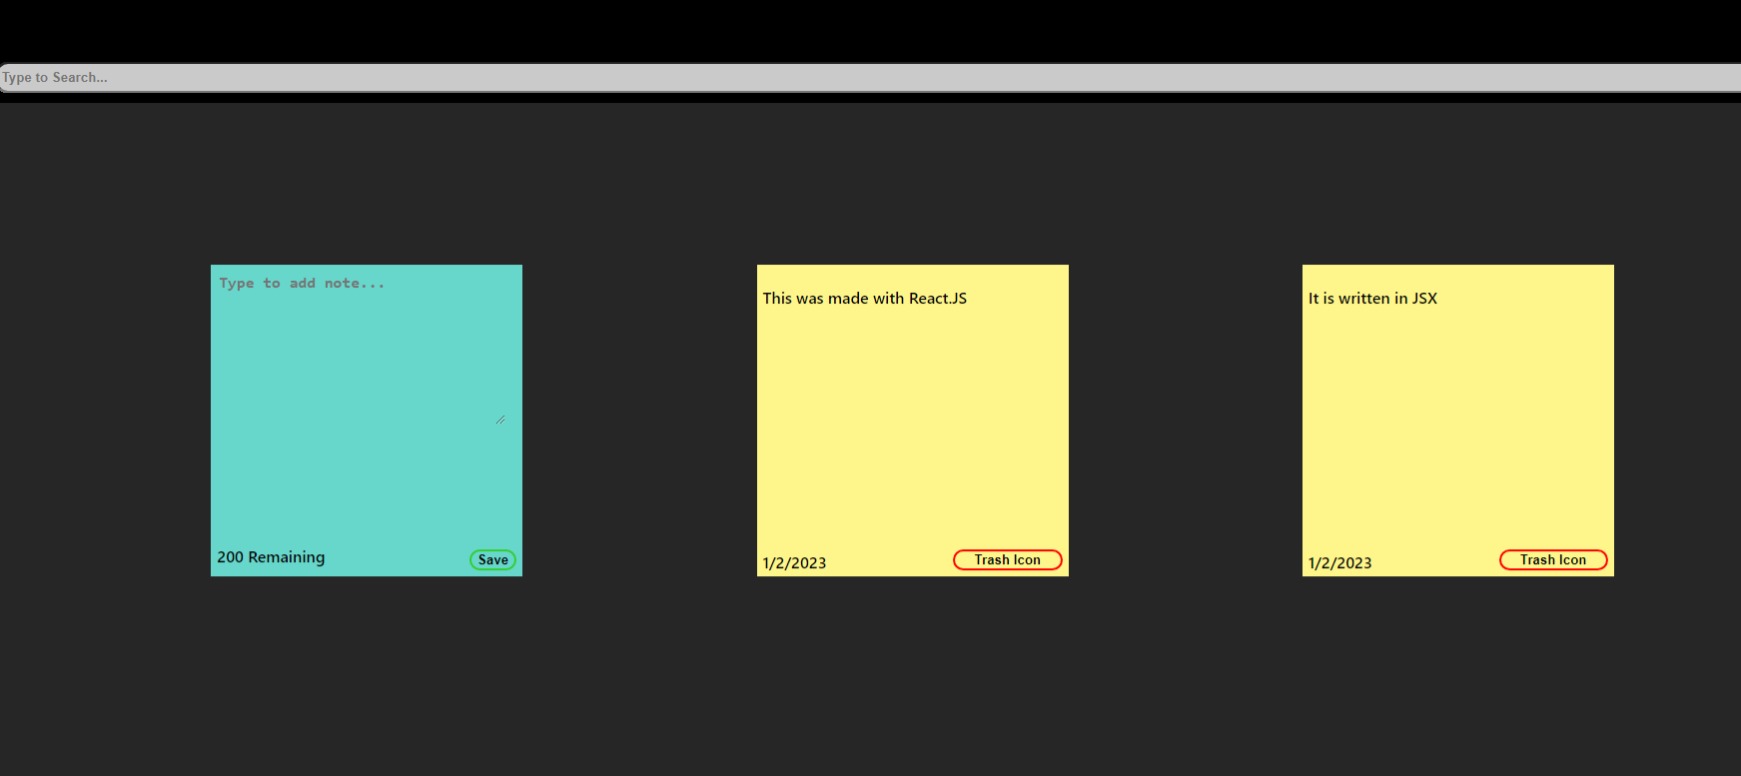 Type to Search...
Type to add note...
200 Remaining
Save
This was made with React.JS
1/2/2023
Trash Icon
It is written in JSX
1/2/2023
Trash Icon